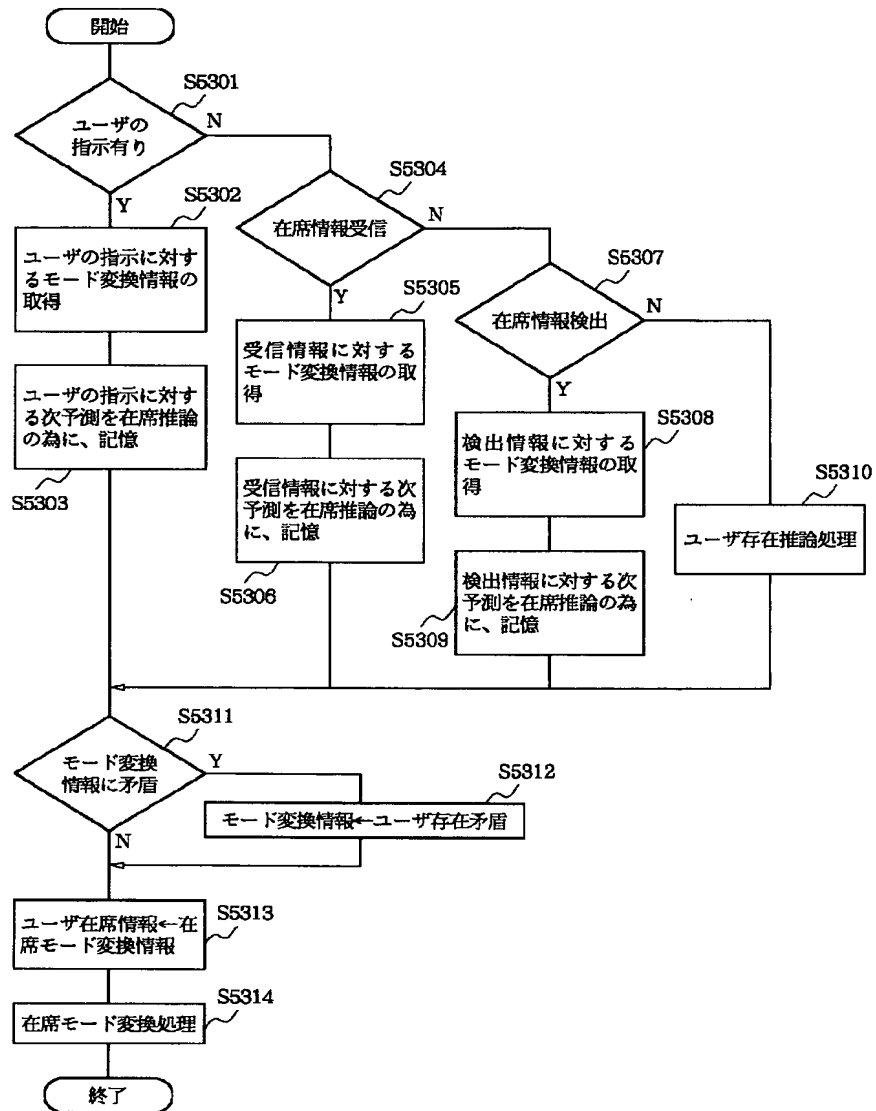 開始
S5301
ユーザの
指示有り
N
Y
S5302
ユーザの指示に対す
るモード変換情報の
取得
ユーザの指示に対す
る次予測を在席推論
の為に、記憶
S5303
S5304
在席情報受信
N
Y
S5305
受信情報に対する
モード変換情報の取
得
受信情報に対する次
予測を在席推論の為
に、記憶
S5306
S5307
在席情報検出
N
Y
S5308
検出情報に対する
モード変換情報の取
得
検出情報に対する次
予測を在席推論の為
に、記憶
S5309
S5310
ユーザ存在推論処理
S5311
モード変換
情報に矛盾
Y
N
S5312
モード変換情報←ユーザ存在矛盾
S5313
ユーザ在席情報←在
席モード変換情報
S5314
在席モード変換処理
終了